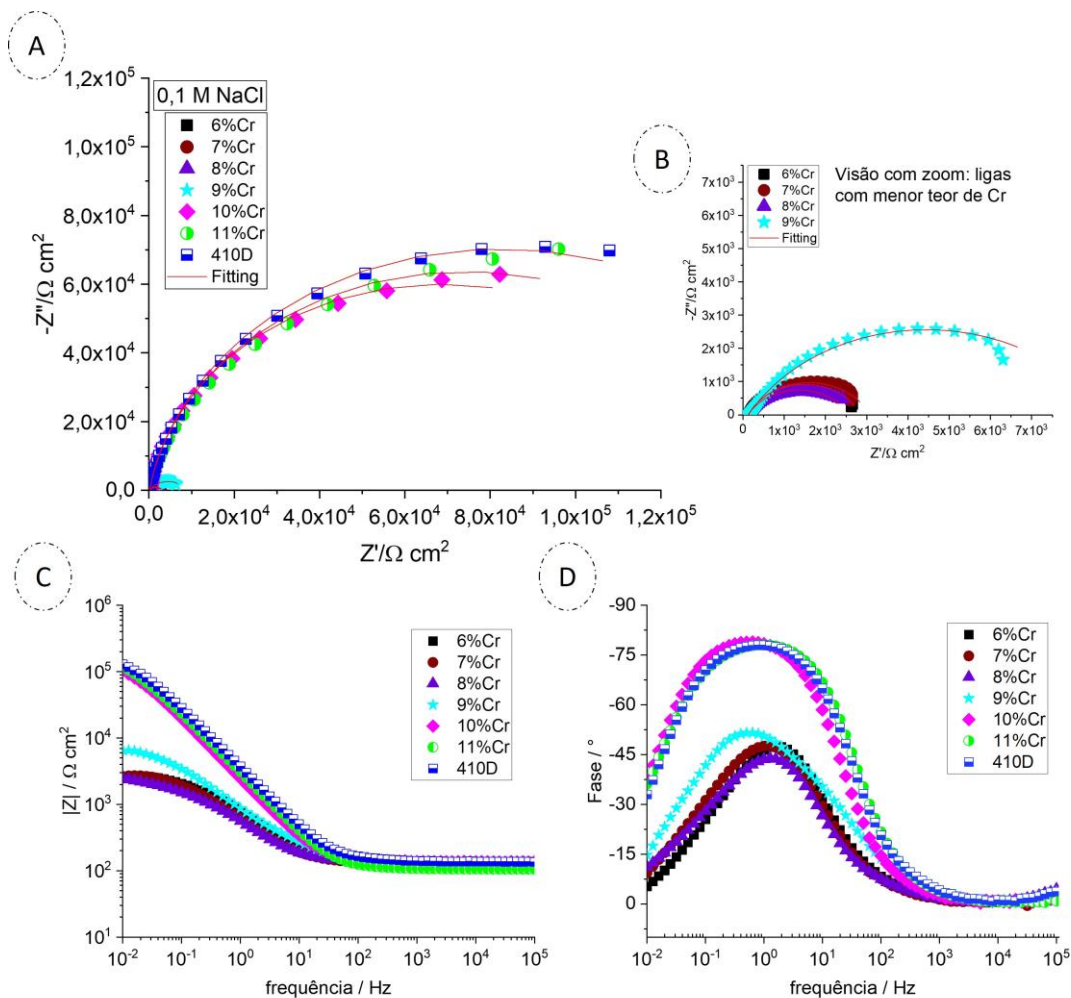 A
1,2x10⁵
1,0x10⁵
8,0x10⁴
6,0x10⁴
4,0x10⁴
2,0x10⁴
0,0
-Z"/Ω cm²
0,1 M NaCl
6%Cr
7%Cr
8%Cr
9%Cr
10%Cr
11%Cr
410D
Fitting
0,0 2,0x10⁴ 4,0x10⁴ 6,0x10⁴ 8,0x10⁴ 1,0x10⁵ 1,2x10⁵
Z'/Ω cm²
B
7x10³
6x10³
5x10³
4x10³
3x10³
2x10³
1x10³
0
-Z"/Ω cm²
6%Cr
7%Cr
8%Cr
9%Cr
Fitting
Visão com zoom: ligas
com menor teor de Cr
0 1x10³ 2x10³ 3x10³ 4x10³ 5x10³ 6x10³ 7x10³
Z'/Ω cm²
C
10⁶
10⁵
10⁴
10³
10²
10¹
|Z| / Ω cm²
6%Cr
7%Cr
8%Cr
9%Cr
10%Cr
11%Cr
410D
10⁻² 10⁻¹ 10⁰ 10¹ 10² 10³ 10⁴ 10⁵
frequência / Hz
D
-90
-75
-60
-45
-30
-15
0
Fase / °
6%Cr
7%Cr
8%Cr
9%Cr
10%Cr
11%Cr
410D
10⁻² 10⁻¹ 10⁰ 10¹ 10² 10³ 10⁴ 10⁵
frequência / Hz